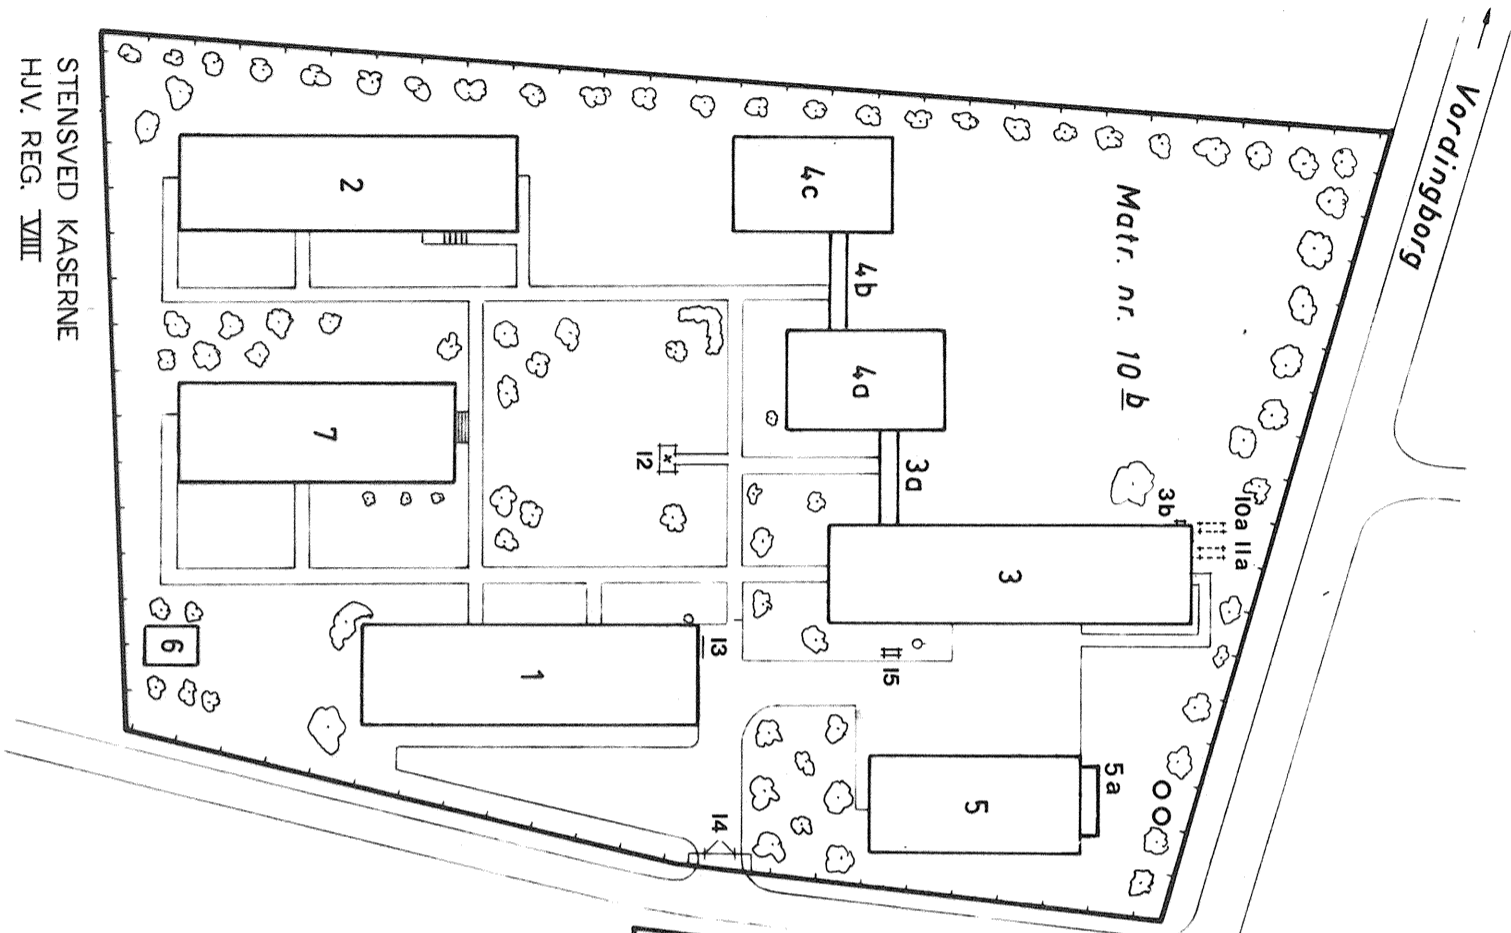 STENSVED KASERNE
HJV. REG. VIII
Vordingborg
Matr. nr. 10 b
2
4c
4b
4a
3a
7
12
3b
10a 11a
3
6
1
13
15
5a
5
14